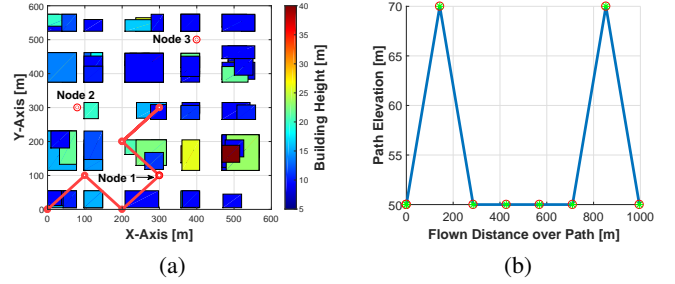 600
500
400
300
200
100
0
Y-Axis [m]
Node 3
Node 2
Node 1
0 100 200 300 400 500 600
X-Axis [m]
40
35
30
25
20
15
10
5
Building Height [m]
(a)
70
65
60
55
50
Path Elevation [m]
0 200 400 600 800 1000
Flown Distance over Path [m]
(b)